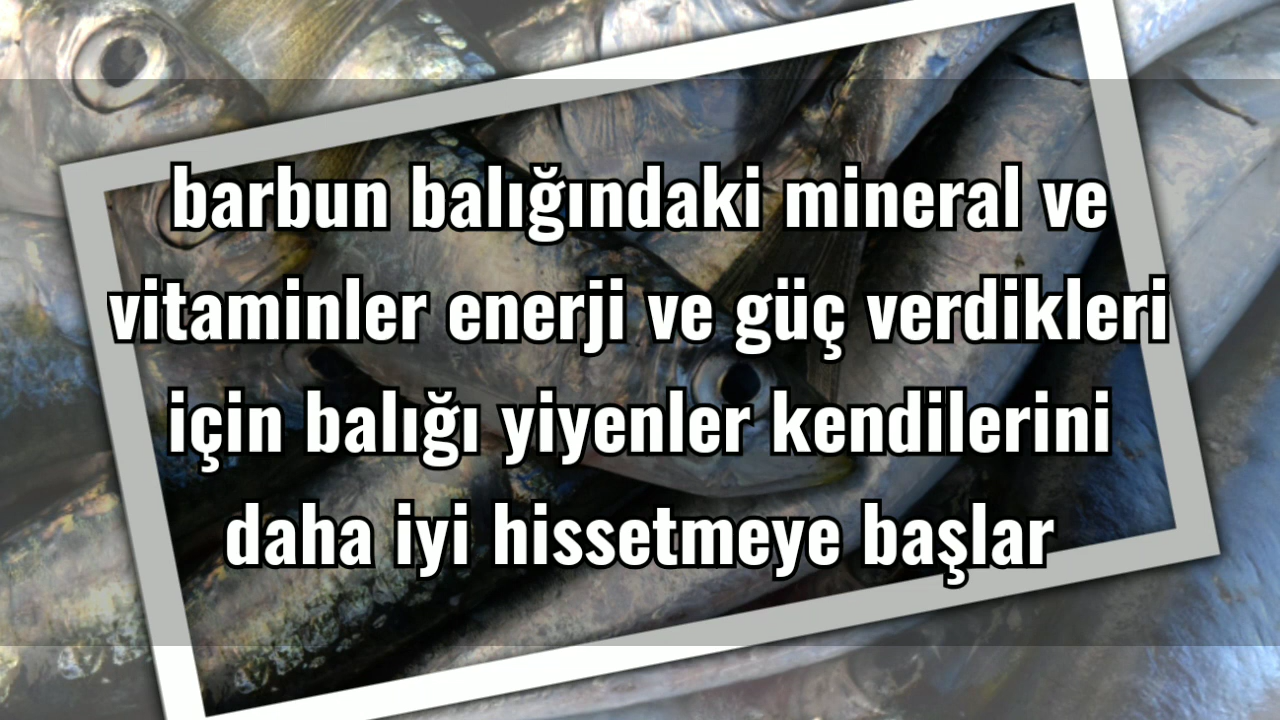 barbun balığındaki mineral ve
vitaminler enerji ve güç verdikleri
için balığı yiyenler kendilerini
daha iyi hissetmeye başlar